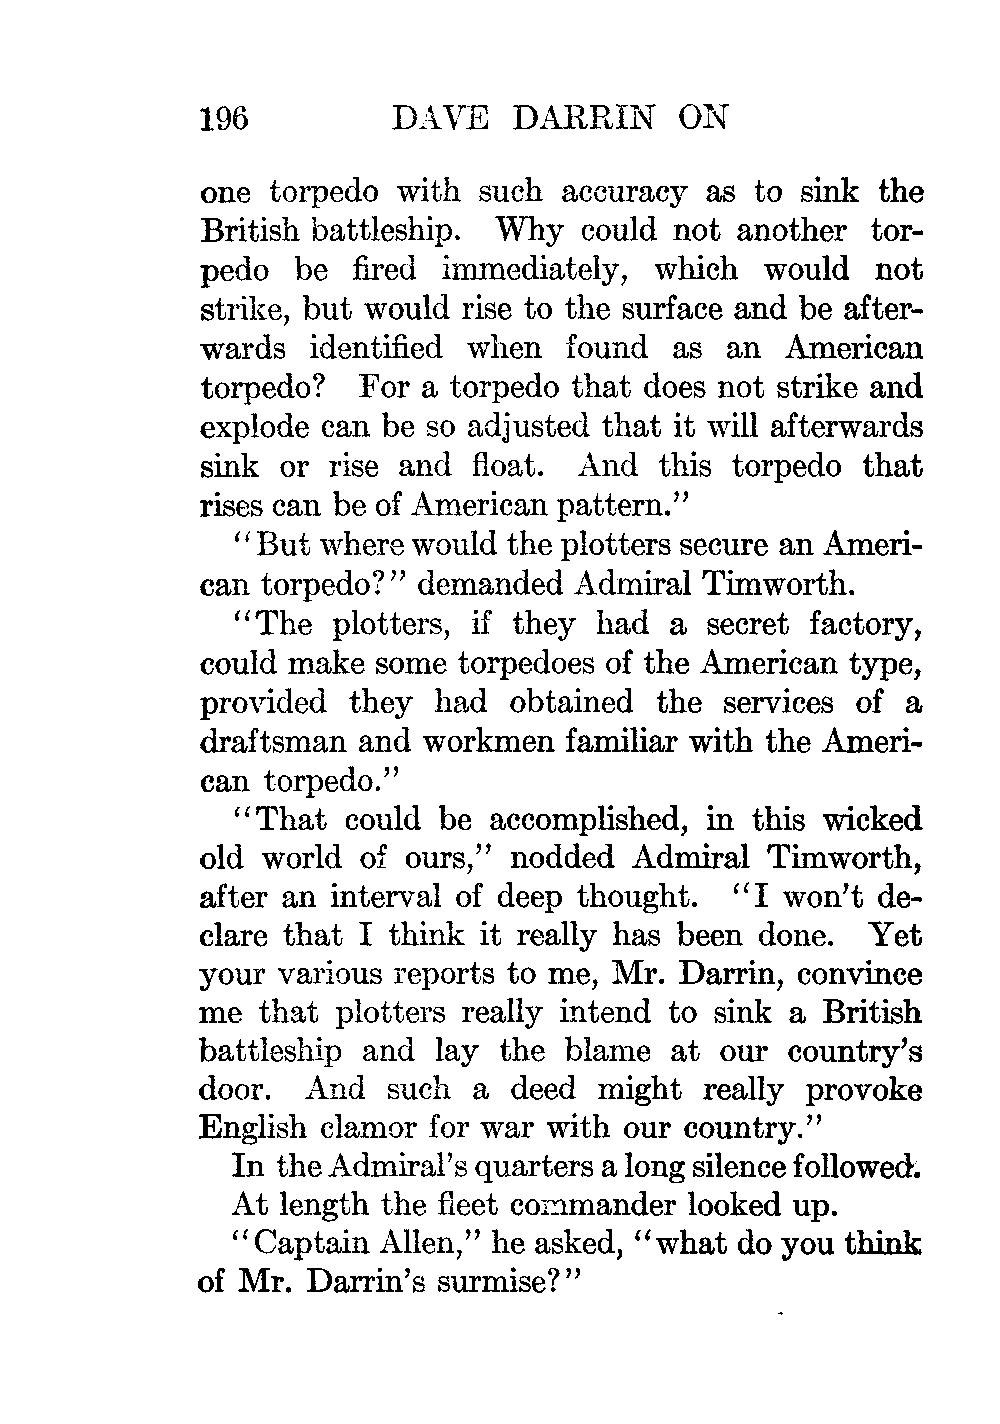 196 DAVE DARRIN ON
one torpedo with such accuracy as to sink the
British battleship. Why could not another tor-
pedo be fired immediately, which would not
strike, but would rise to the surface and be after-
wards identified when found as an American
torpedo? For a torpedo that does not strike and
explode can be so adjusted that it will afterwards
sink or rise and float. And this torpedo that
rises can be of American pattern.”
“But where would the plotters secure an Ameri-
can torpedo?” demanded Admiral Timworth.
“The plotters, if they had a secret factory,
could make some torpedoes of the American type,
provided they had obtained the services of a
draftsman and workmen familiar with the Ameri-
can torpedo.”
“That could be accomplished, in this wicked
old world of ours,” nodded Admiral Timworth,
after an interval of deep thought. “I won’t de-
clare that I think it really has been done. Yet
your various reports to me, Mr. Darrin, convince
me that plotters really intend to sink a British
battleship and lay the blame at our country’s
door. And such a deed might really provoke
English clamor for war with our country.”
In the Admiral’s quarters a long silence followed.
At length the fleet commander looked up.
“Captain Allen,” he asked, “what do you think
of Mr. Darrin’s surmise?”